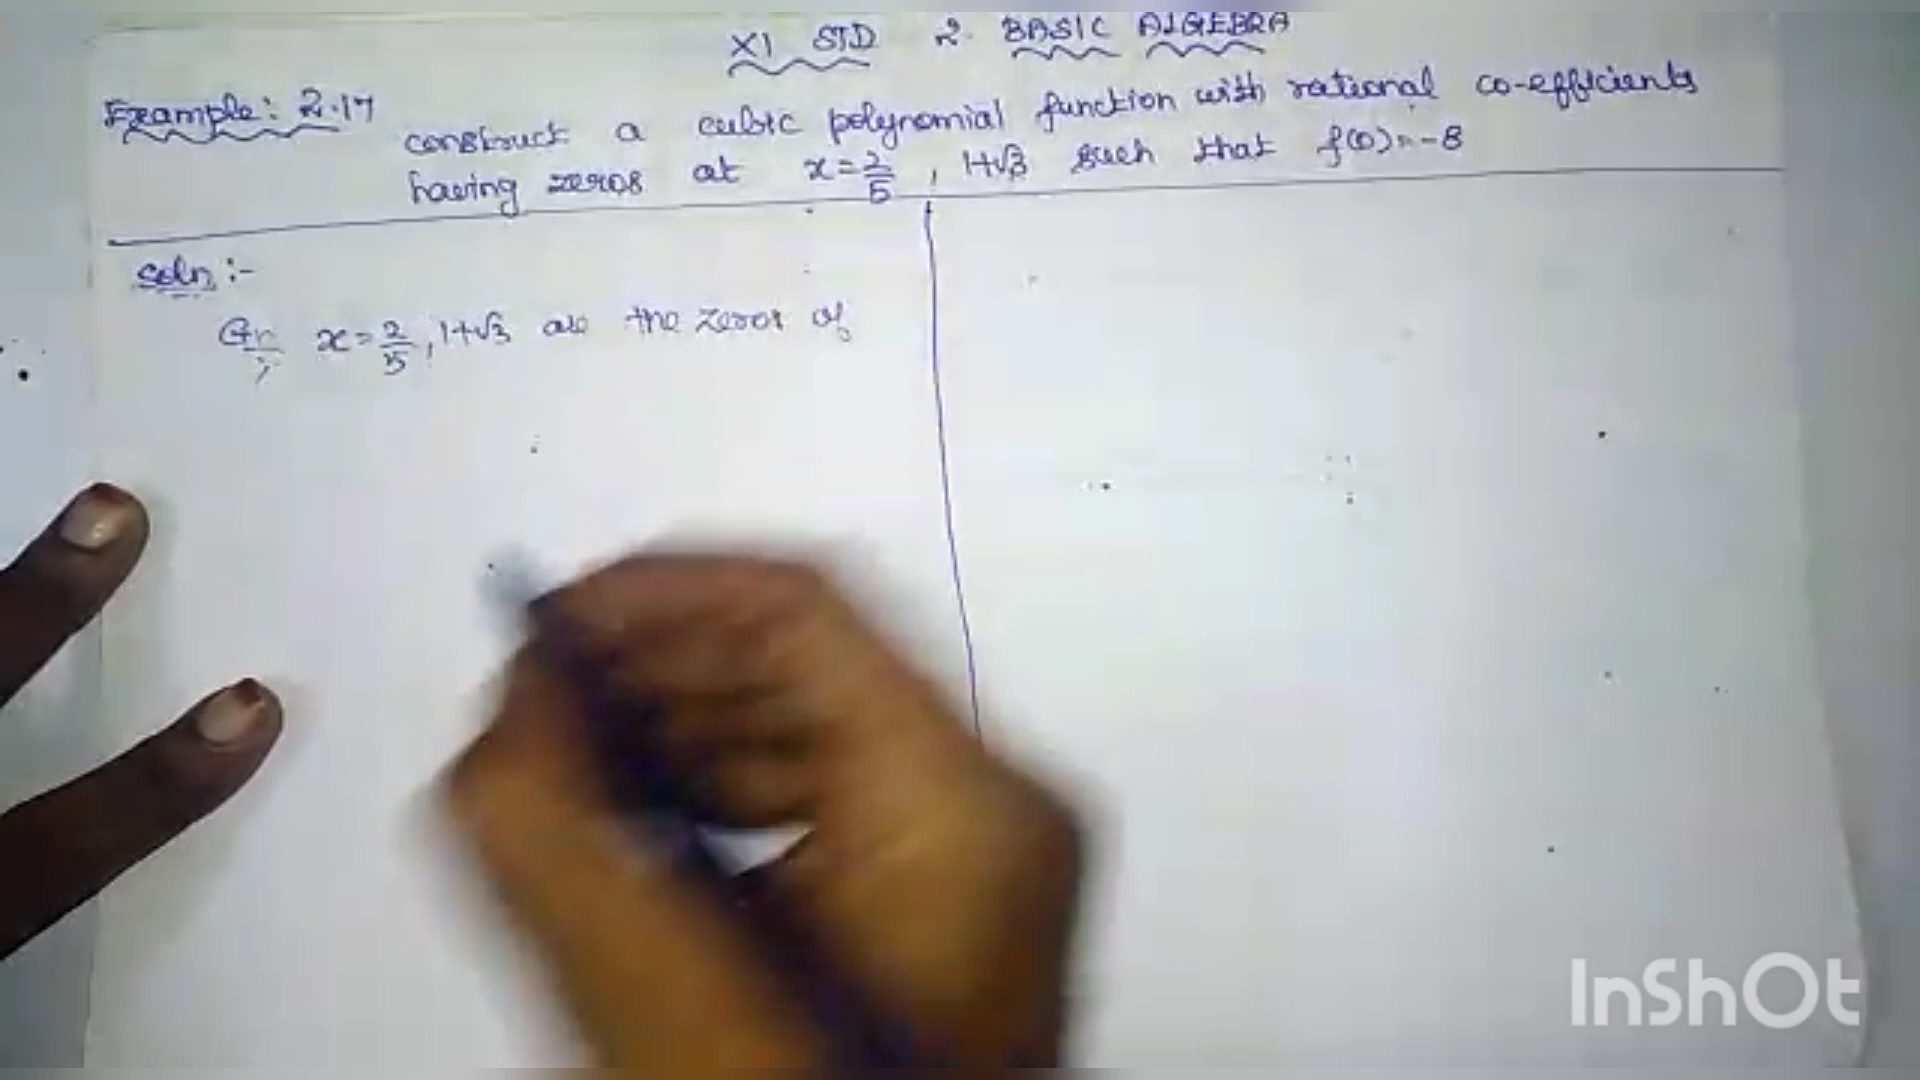 XI STD 2. BASIC ALGEBRA
Example: 2.17
construct a cubic polynomial function with rational co-efficients
having zeros at x=2/5, 1+√3 such that f(0)=-8
Soln:-
Gn x=2/5, 1+√3 are the zeros of
InShOt